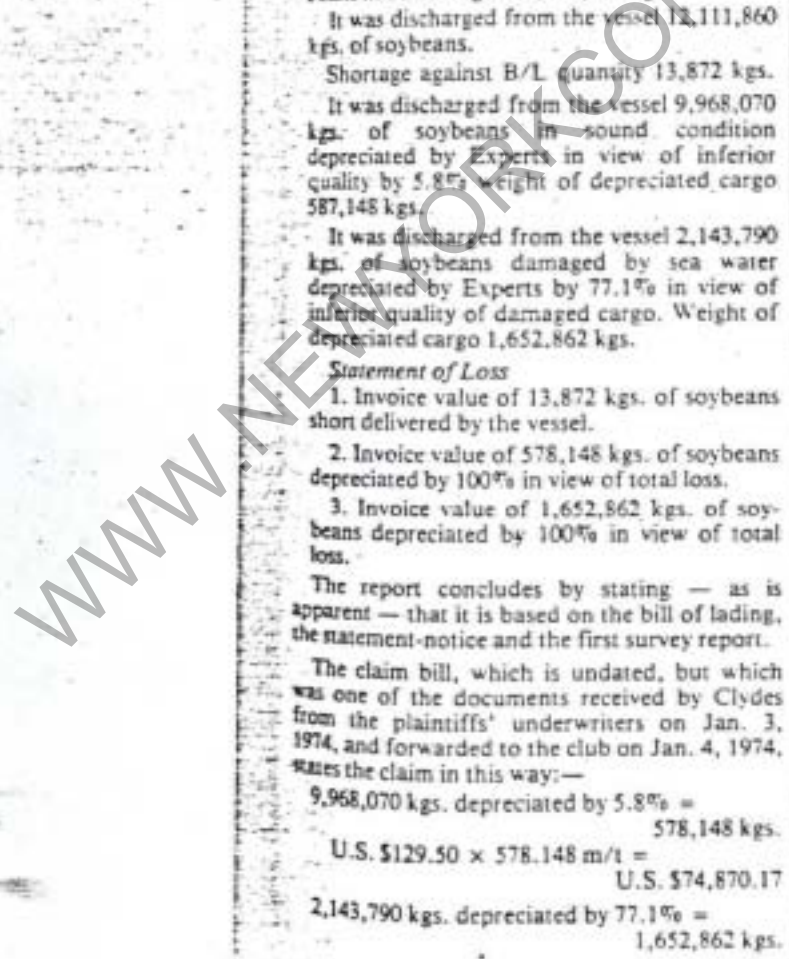 It was discharged from the vessel 12,111,860
kgs. of soybeans.
Shortage against B/L quantity 13,872 kgs.
It was discharged from the vessel 9,968,070
kgs. of soybeans in sound condition
depreciated by Experts in view of inferior
quality by 5.8% weight of depreciated cargo
587,148 kgs.
It was discharged from the vessel 2,143,790
kgs. of soybeans damaged by sea water
depreciated by Experts by 77.1% in view of
inferior quality of damaged cargo. Weight of
depreciated cargo 1,652,862 kgs.
Statement of Loss
1. Invoice value of 13,872 kgs. of soybeans
short delivered by the vessel.
2. Invoice value of 578,148 kgs. of soybeans
depreciated by 100% in view of total loss.
3. Invoice value of 1,652,862 kgs. of soy-
beans depreciated by 100% in view of total
loss.
The report concludes by stating — as is
apparent — that it is based on the bill of lading,
the statement-notice and the first survey report.
The claim bill, which is undated, but which
was one of the documents received by Clydes
from the plaintiffs' underwriters on Jan. 3,
1974, and forwarded to the club on Jan. 4, 1974,
states the claim in this way:—
9,968,070 kgs. depreciated by 5.8% =
578,148 kgs.
U.S. $129.50 × 578.148 m/t =
U.S. $74,870.17
2,143,790 kgs. depreciated by 77.1% =
1,652,862 kgs.
WWW.NEWYORKCO